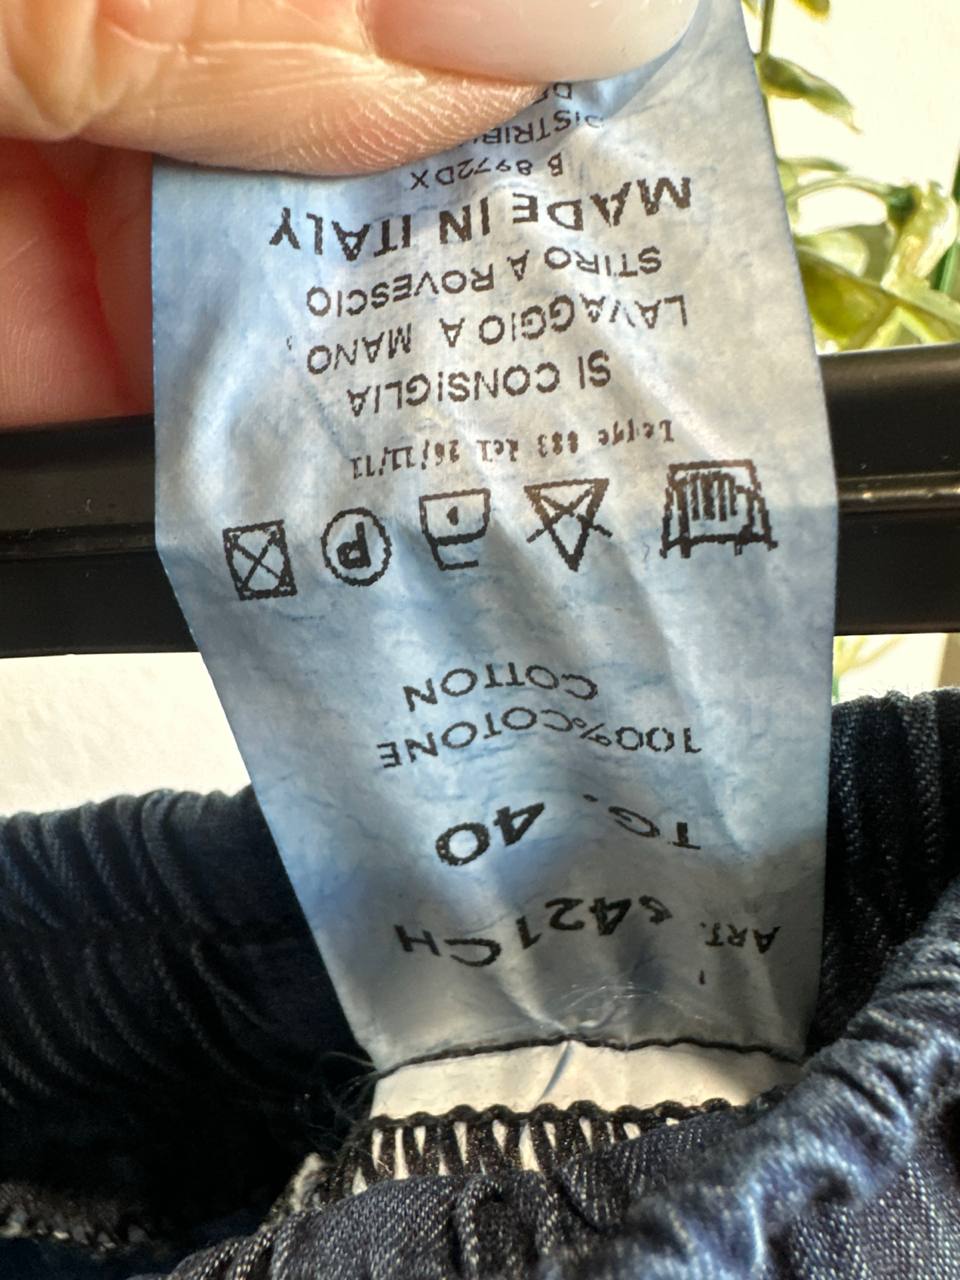 ART. 6421CH
TG. 40
100%COTONE
COTTON
P
Legge 883 del 26/11/73
SI CONSIGLIA
LAVAGGIO A MANO,
STIRO A ROVESCIO
MADE IN ITALY
B 8972DX